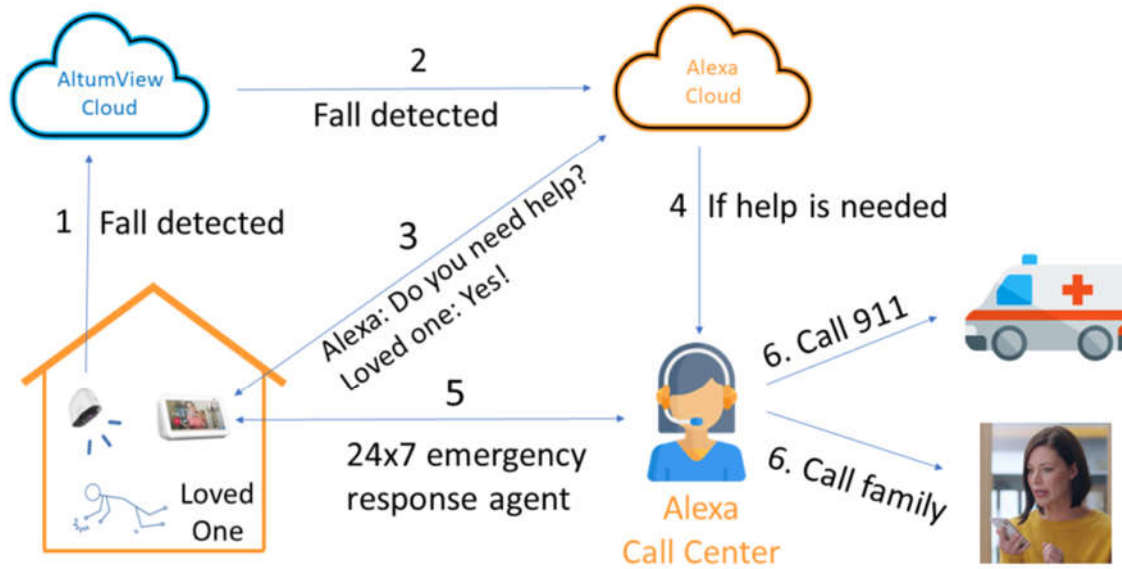 AltumView
Cloud
2
Fall detected
Alexa
Cloud
1 Fall detected
3
Alexa: Do you need help?
Loved one: Yes!
4 If help is needed
Loved
One
5
24x7 emergency
response agent
Alexa
Call Center
6. Call 911
6. Call family